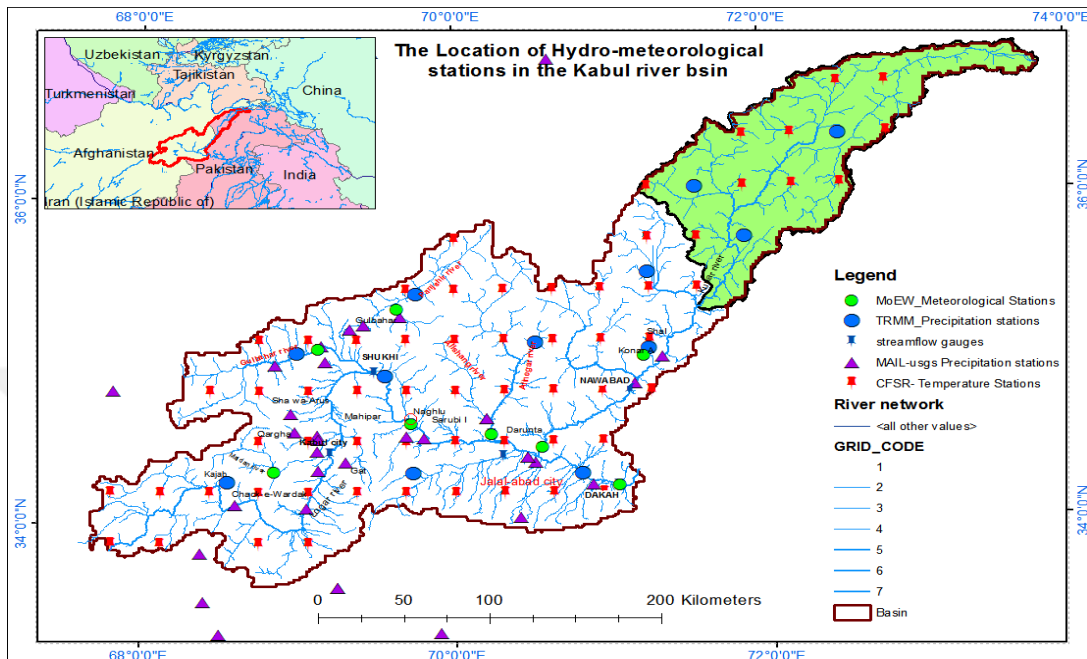 68°0'0"E
70°0'0"E
72°0'0"E
74°0'0"E
The Location of Hydro-meteorological
stations in the Kabul river bsin
Uzbekistan
Kyrgyzstan
Tajikistan
Turkmenistan
China
Afghanistan
Pakistan
India
Iran (Islamic Republic of)
36°0'0"N
36°0'0"N
34°0'0"N
34°0'0"N
Gulbahar
SHUKHI
Shal
Konar
NAWABAD
Sha wa-Arus
Mahipar
Naghlu
Sarubi I
Darunta
Qargha
Kabul city
Gat
Kajab
Chack-e-Wardak
Logar river
Jalal-abad city
DAKAH
Legend
MoEW_Meteorological Stations
TRMM_Precipitation stations
streamflow gauges
MAIL-usgs Precipitation stations
CFSR- Temperature Stations
River network
<all other values>
GRID_CODE
1
2
3
4
5
6
7
Basin
0 50 100 200 Kilometers
68°0'0"E
70°0'0"E
72°0'0"E